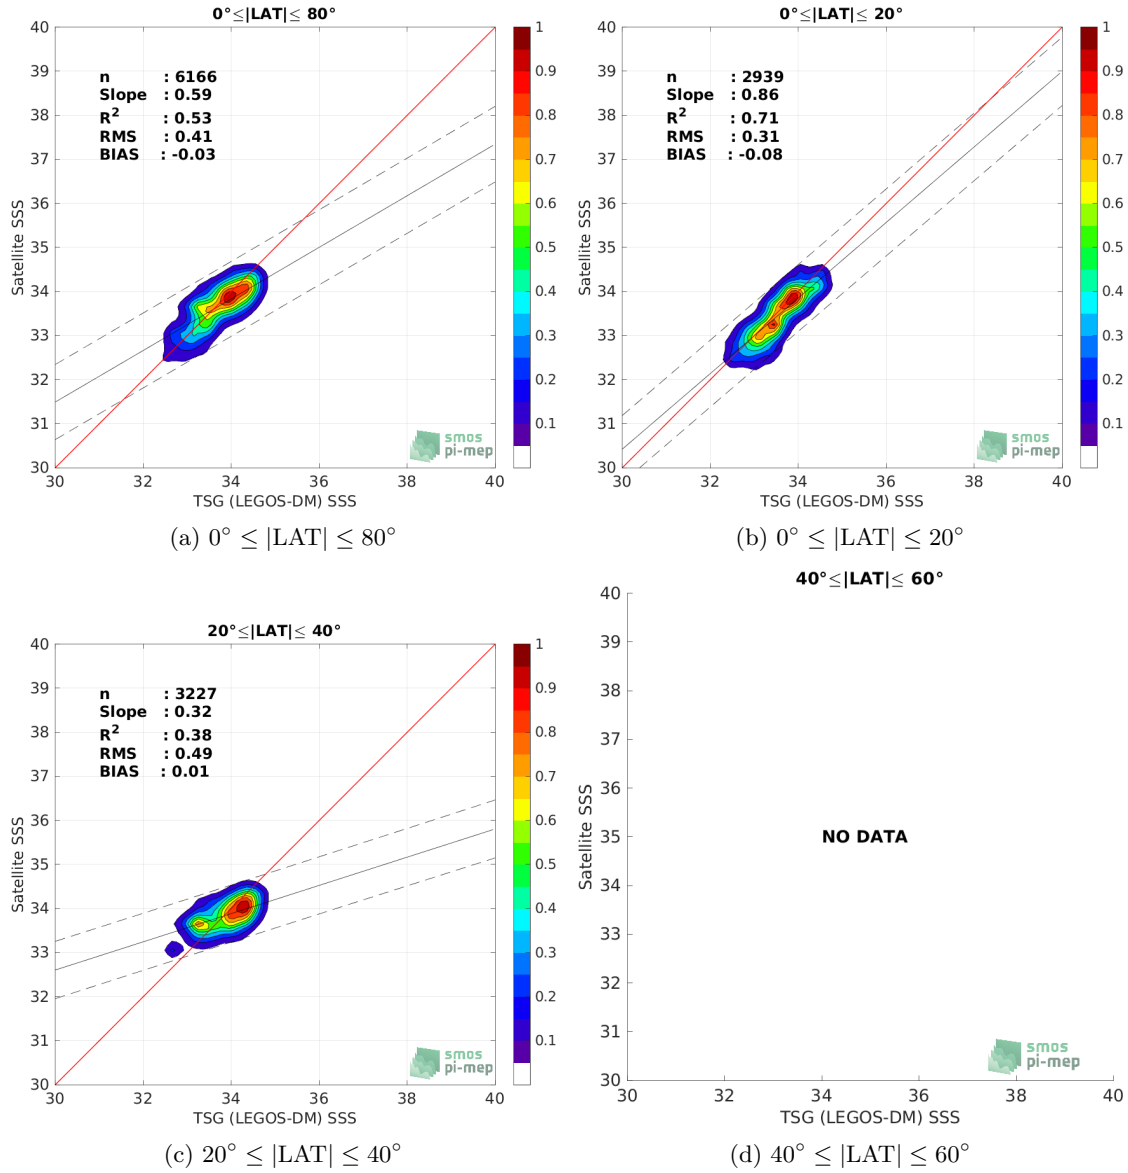 0°≤|LAT|≤ 80°
n : 6166
Slope : 0.59
R² : 0.53
RMS : 0.41
BIAS : -0.03
40
39
38
37
36
35
34
33
32
31
30
30 32 34 36 38 40
Satellite SSS
TSG (LEGOS-DM) SSS
1
0.9
0.8
0.7
0.6
0.5
0.4
0.3
0.2
0.1
smos
pi-mep
(a) 0° ≤ |LAT| ≤ 80°
0°≤|LAT|≤ 20°
n : 2939
Slope : 0.86
R² : 0.71
RMS : 0.31
BIAS : -0.08
40
39
38
37
36
35
34
33
32
31
30
30 32 34 36 38 40
Satellite SSS
TSG (LEGOS-DM) SSS
1
0.9
0.8
0.7
0.6
0.5
0.4
0.3
0.2
0.1
smos
pi-mep
(b) 0° ≤ |LAT| ≤ 20°
20°≤|LAT|≤ 40°
n : 3227
Slope : 0.32
R² : 0.38
RMS : 0.49
BIAS : 0.01
40
39
38
37
36
35
34
33
32
31
30
30 32 34 36 38 40
Satellite SSS
TSG (LEGOS-DM) SSS
1
0.9
0.8
0.7
0.6
0.5
0.4
0.3
0.2
0.1
smos
pi-mep
(c) 20° ≤ |LAT| ≤ 40°
40°≤|LAT|≤ 60°
40
39
38
37
36
35
34
33
32
31
30
30 32 34 36 38 40
Satellite SSS
NO DATA
TSG (LEGOS-DM) SSS
smos
pi-mep
(d) 40° ≤ |LAT| ≤ 60°